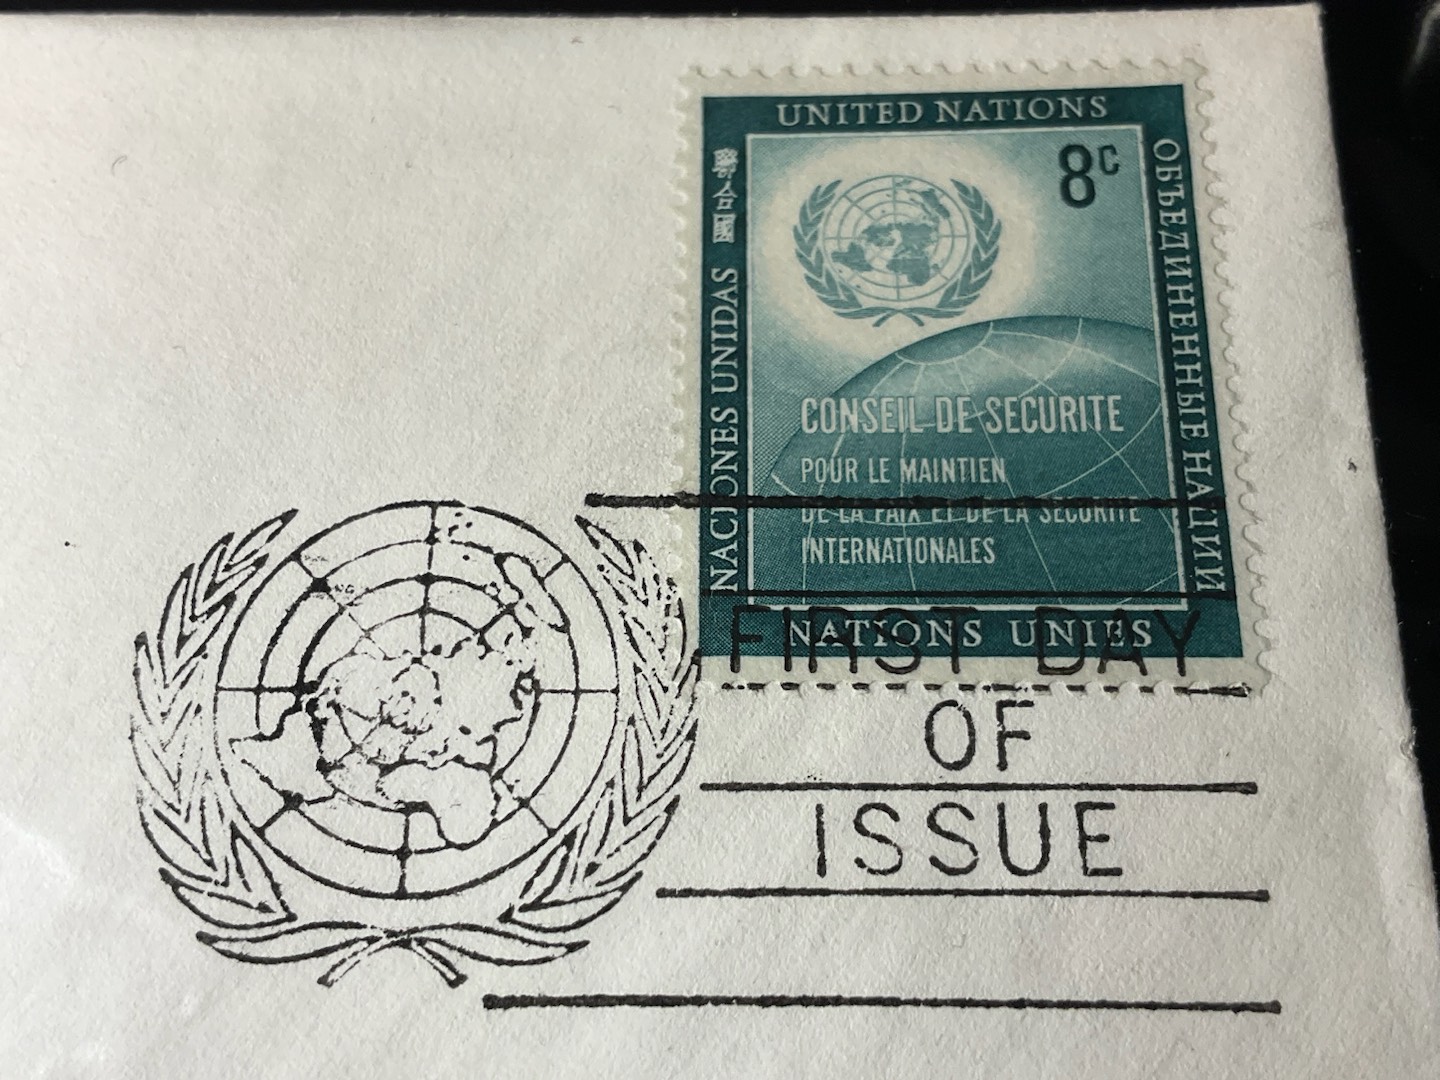 UNITED NATIONS
8c
聯合國
NACIONES UNIDAS
ОБЪЕДИНЕННЫЕ НАЦИИ
CONSEIL DE SECURITE
POUR LE MAINTIEN
DE LA PAIX ET DE LA SECURITE
INTERNATIONALES
NATIONS UNIES
FIRST DAY
OF
ISSUE